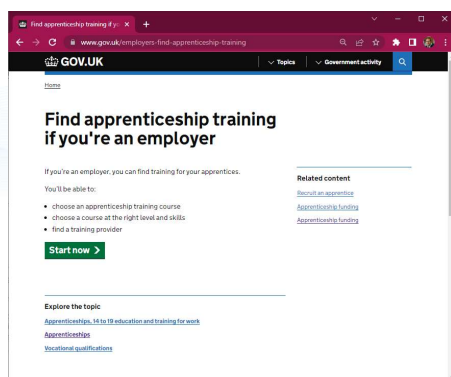 Find apprenticeship training if yo
www.gov.uk/employers-find-apprenticeship-training
GOV.UK
Topics
Government activity
Home
Find apprenticeship training
if you're an employer
If you're an employer, you can find training for your apprentices.
You'll be able to:
• choose an apprenticeship training course
• choose a course at the right level and skills
• find a training provider
Start now
Related content
Recruit an apprentice
Apprenticeship funding
Apprenticeship funding
Explore the topic
Apprenticeships, 14 to 19 education and training for work
Apprenticeships
Vocational qualifications